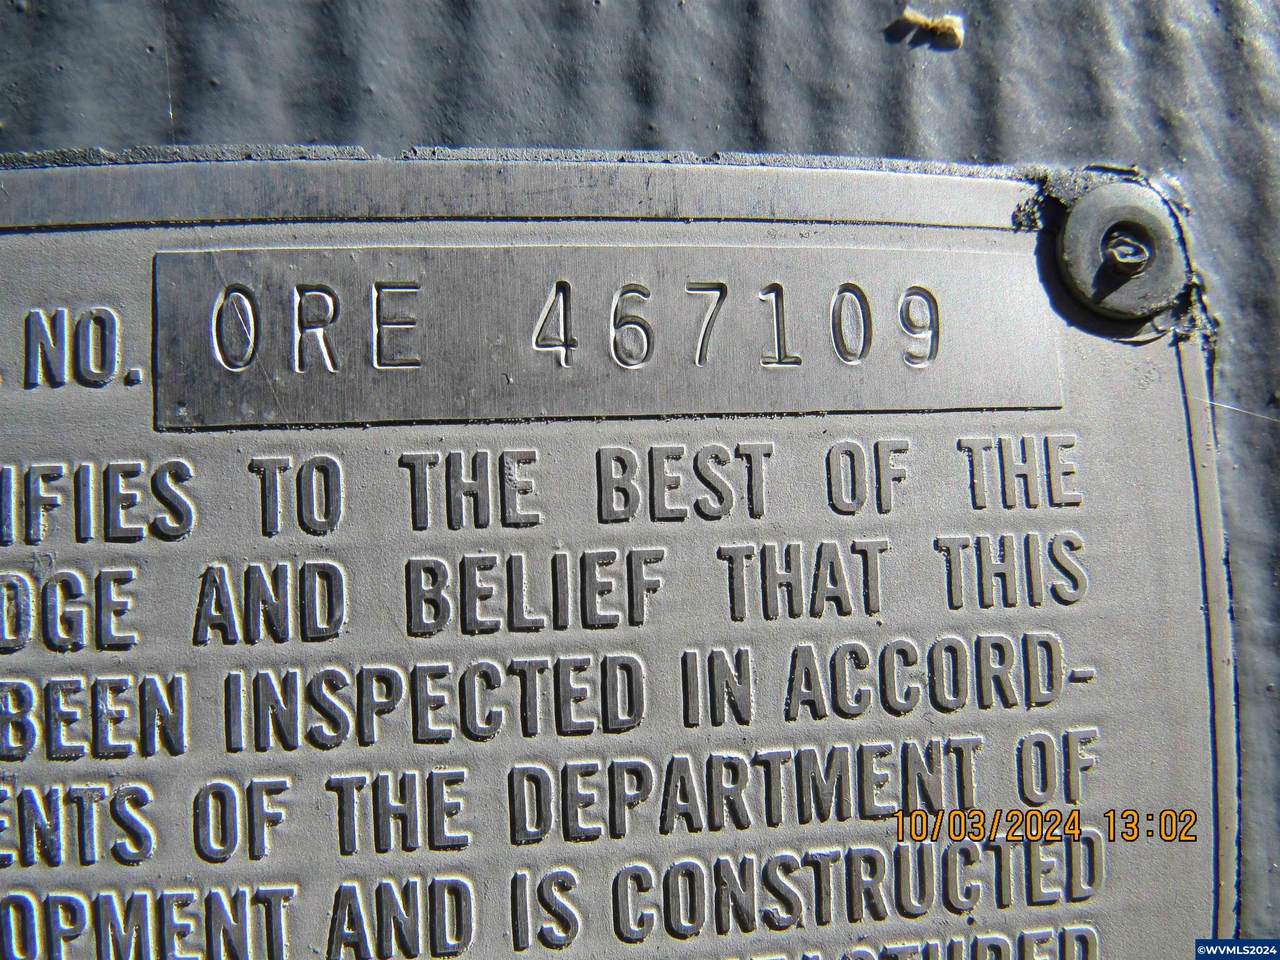 NO. ORE 467109
IFIES TO THE BEST OF THE
DGE AND BELIEF THAT THIS
BEEN INSPECTED IN ACCORD-
ENTS OF THE DEPARTMENT OF
10/03/2024 13:02
OPMENT AND IS CONSTRUCTED
©WVMLS2024